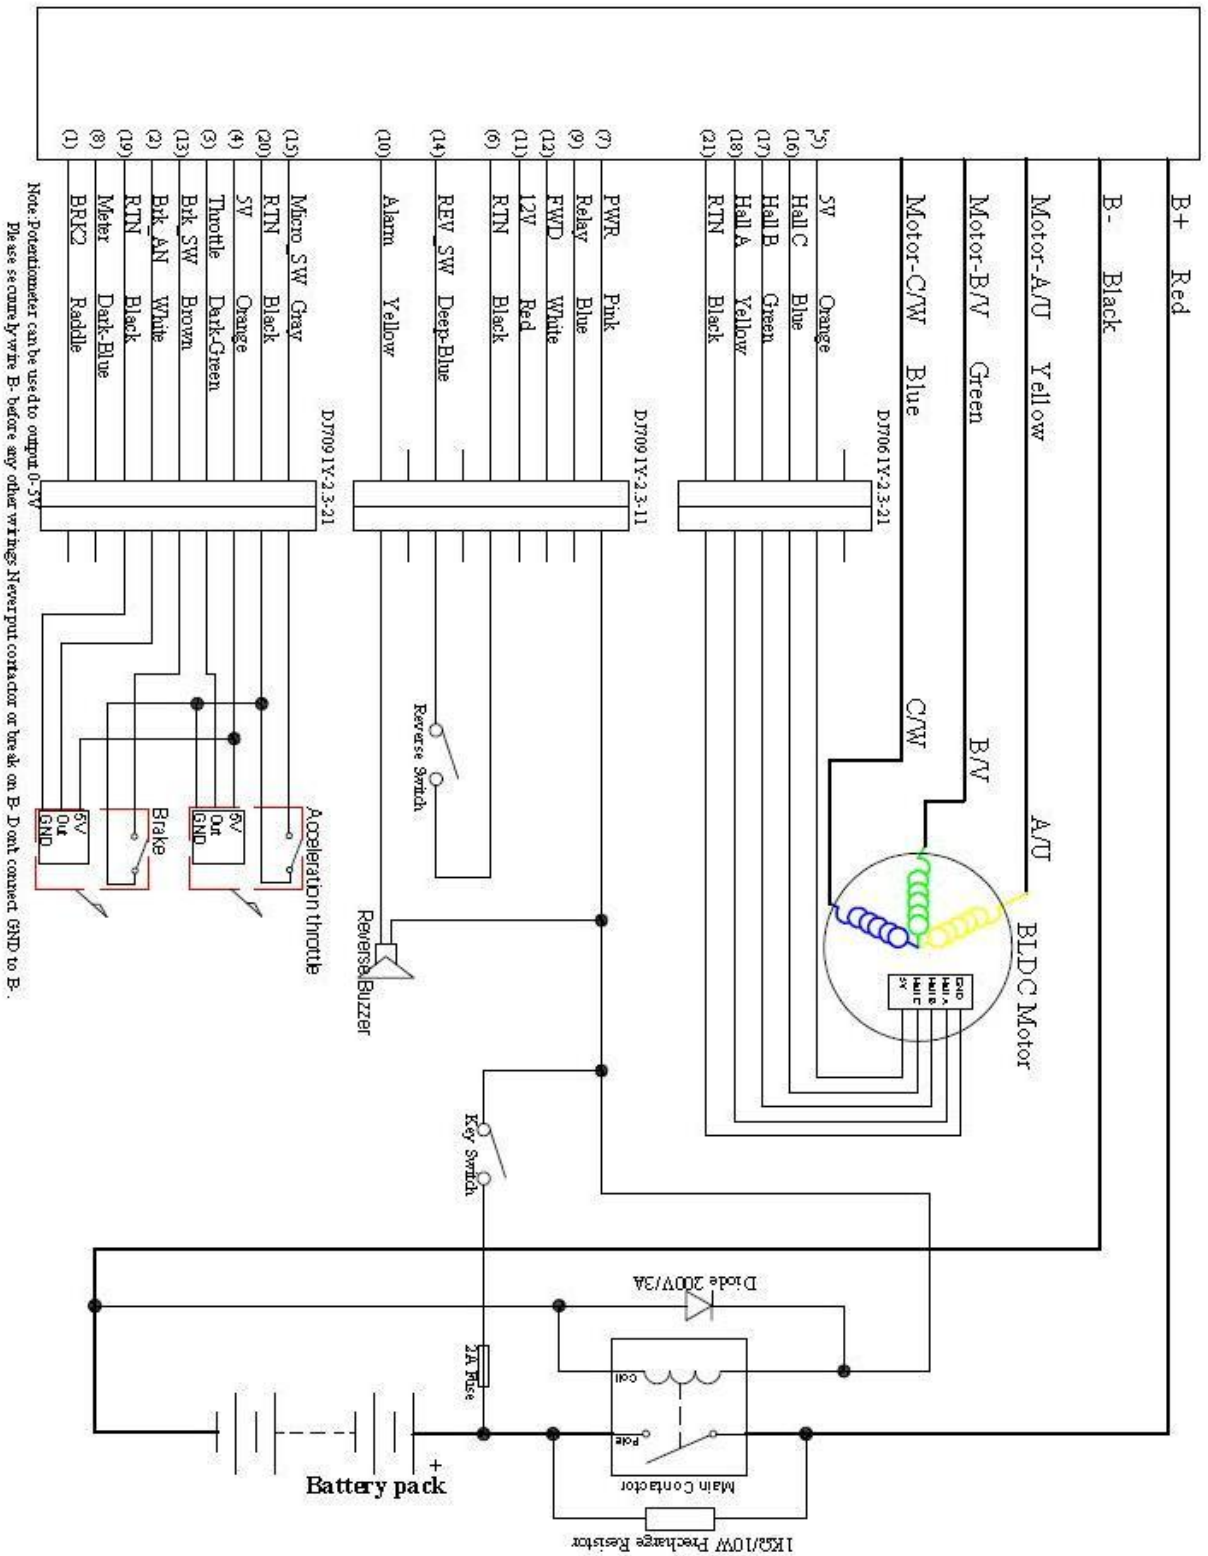 B+ Red
B- Black
Motor-A/U Yellow
Motor-B/V Green
Motor-C/W Blue
(5) 5V Orange
(16) Hall C Blue
(17) Hall B Green
(18) Hall A Yellow
(21) RTN Black
DJ7061Y-2.3-21
(7) PWR Pink
(9) Relay Blue
(12) FWD White
(11) 12V Red
(6) RTN Black
(14) REV_SW Deep-Blue
(10) Alarm Yellow
DJ7091Y-2.3-11
(15) Micro_SW Gray
(20) RTN Black
(4) 5V Orange
(3) Throttle Dark-Green
(13) Brk_SW Brown
(2) Brk_AN White
(19) RTN Black
(8) Meter Dark-Blue
(1) BRK2 Raddle
DJ7091Y-2.3-21
A/U
B/V
C/W
BLDC Motor
GND
Hall A
Hall B
Hall C
5V
Reverse Switch
Reverse Buzzer
Acceleration throttle
5V
Out
GND
Brake
5V
Out
GND
Key Switch
2A Fuse
Diode 200V/3A
Coil
Pole
Main Contactor
1KΩ/10W Precharge Resistor
+
Battery pack
Note:Potentiometer can be used to output 0-5V
Please securely wire B- before any other wirings.Never put contactor or break on B-.Dont connect GND to B-.